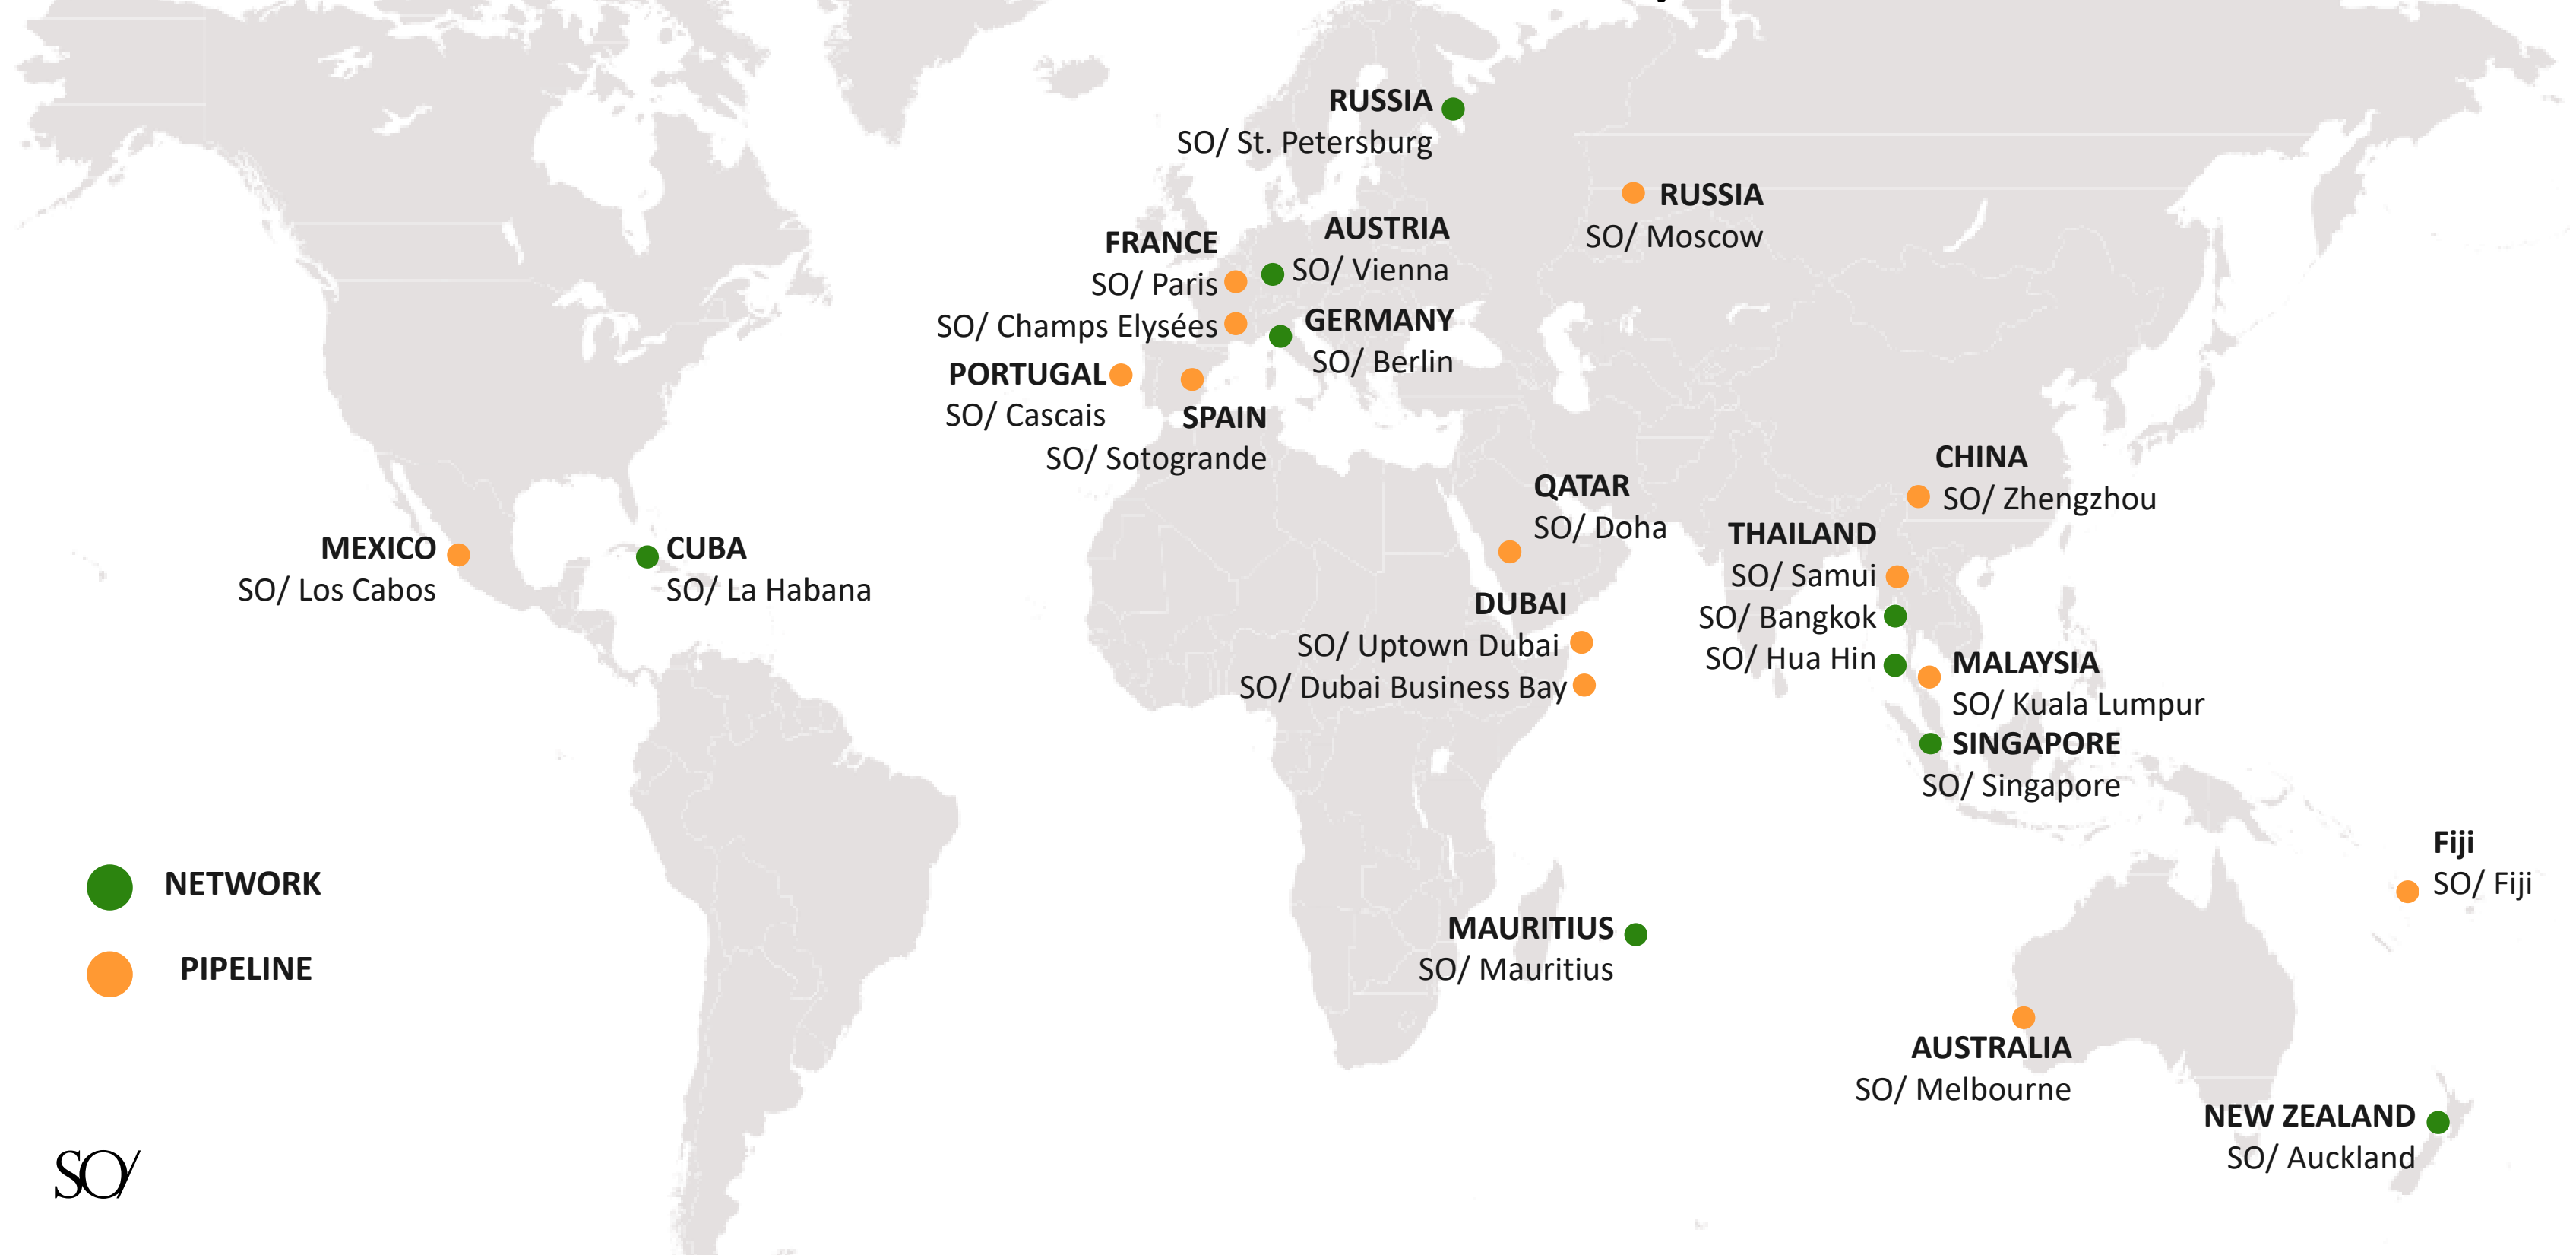 RUSSIA
SO/ St. Petersburg
RUSSIA
SO/ Moscow
AUSTRIA
SO/ Vienna
FRANCE
SO/ Paris
SO/ Champs Elysées
GERMANY
SO/ Berlin
PORTUGAL
SO/ Cascais
SPAIN
SO/ Sotogrande
CHINA
SO/ Zhengzhou
QATAR
SO/ Doha
THAILAND
SO/ Samui
SO/ Bangkok
SO/ Hua Hin
MEXICO
SO/ Los Cabos
CUBA
SO/ La Habana
DUBAI
SO/ Uptown Dubai
SO/ Dubai Business Bay
MALAYSIA
SO/ Kuala Lumpur
SINGAPORE
SO/ Singapore
Fiji
SO/ Fiji
NETWORK
PIPELINE
MAURITIUS
SO/ Mauritius
AUSTRALIA
SO/ Melbourne
NEW ZEALAND
SO/ Auckland
SO/